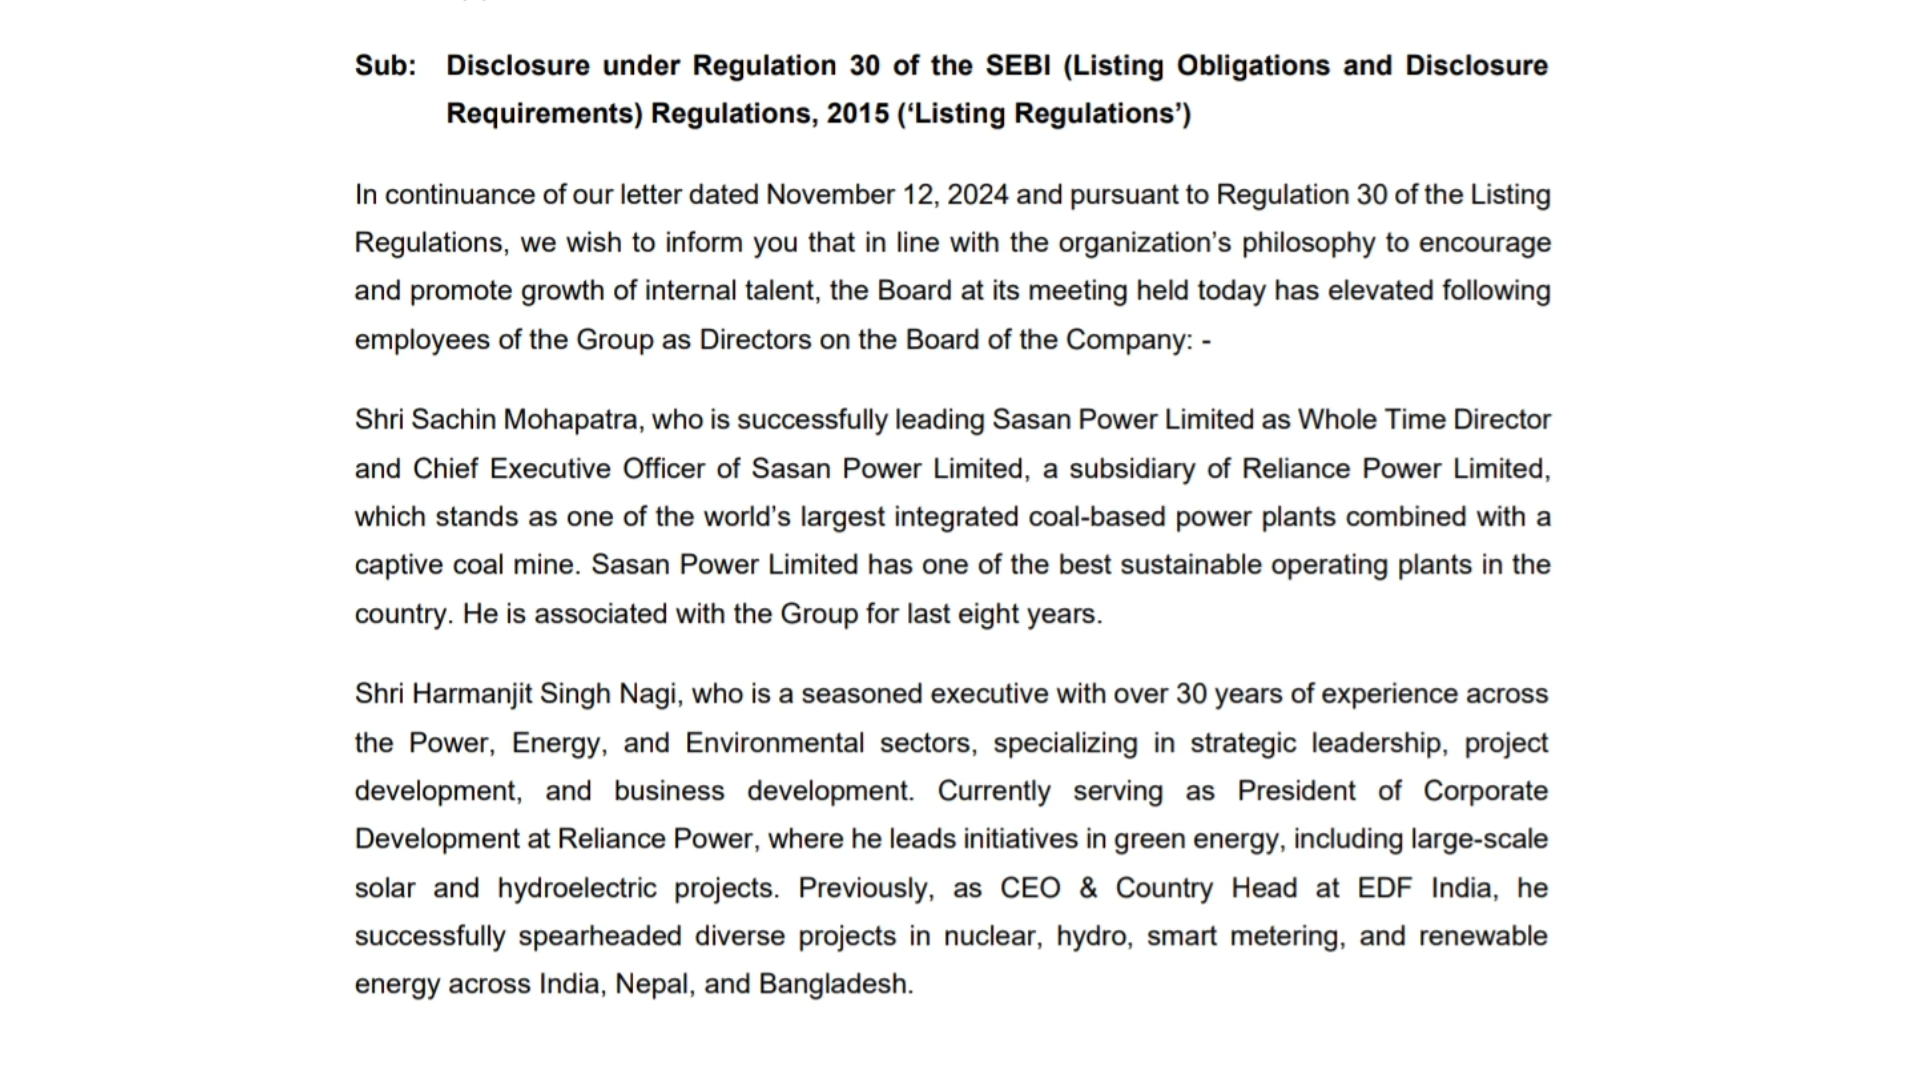 Sub: Disclosure under Regulation 30 of the SEBI (Listing Obligations and Disclosure
Requirements) Regulations, 2015 (‘Listing Regulations’)
In continuance of our letter dated November 12, 2024 and pursuant to Regulation 30 of the Listing
Regulations, we wish to inform you that in line with the organization’s philosophy to encourage
and promote growth of internal talent, the Board at its meeting held today has elevated following
employees of the Group as Directors on the Board of the Company: -
Shri Sachin Mohapatra, who is successfully leading Sasan Power Limited as Whole Time Director
and Chief Executive Officer of Sasan Power Limited, a subsidiary of Reliance Power Limited,
which stands as one of the world’s largest integrated coal-based power plants combined with a
captive coal mine. Sasan Power Limited has one of the best sustainable operating plants in the
country. He is associated with the Group for last eight years.
Shri Harmanjit Singh Nagi, who is a seasoned executive with over 30 years of experience across
the Power, Energy, and Environmental sectors, specializing in strategic leadership, project
development, and business development. Currently serving as President of Corporate
Development at Reliance Power, where he leads initiatives in green energy, including large-scale
solar and hydroelectric projects. Previously, as CEO & Country Head at EDF India, he
successfully spearheaded diverse projects in nuclear, hydro, smart metering, and renewable
energy across India, Nepal, and Bangladesh.